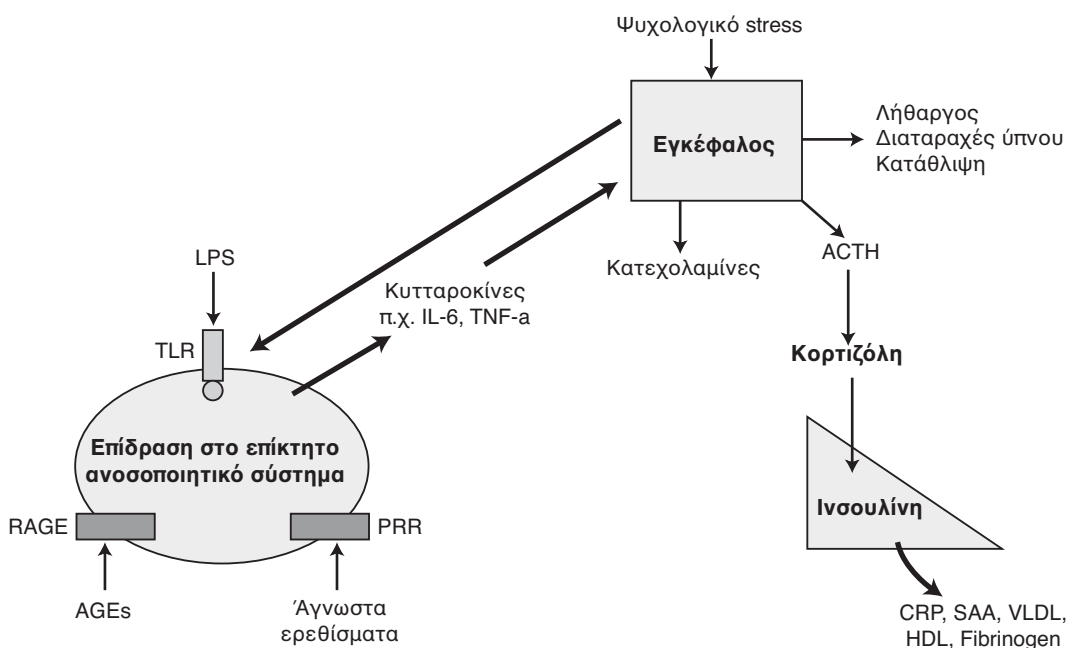 Ψυχολογικό stress
Εγκέφαλος
Λήθαργος
Διαταραχές ύπνου
Κατάθλιψη
Κατεχολαμίνες
ACTH
LPS
Κυτταροκίνες
π.χ. IL-6, TNF-a
TLR
Κορτιζόλη
Επίδραση στο επίκτητο
ανοσοποιητικό σύστημα
Ινσουλίνη
RAGE
PRR
AGEs
Άγνωστα
ερεθίσματα
CRP, SAA, VLDL,
HDL, Fibrinogen